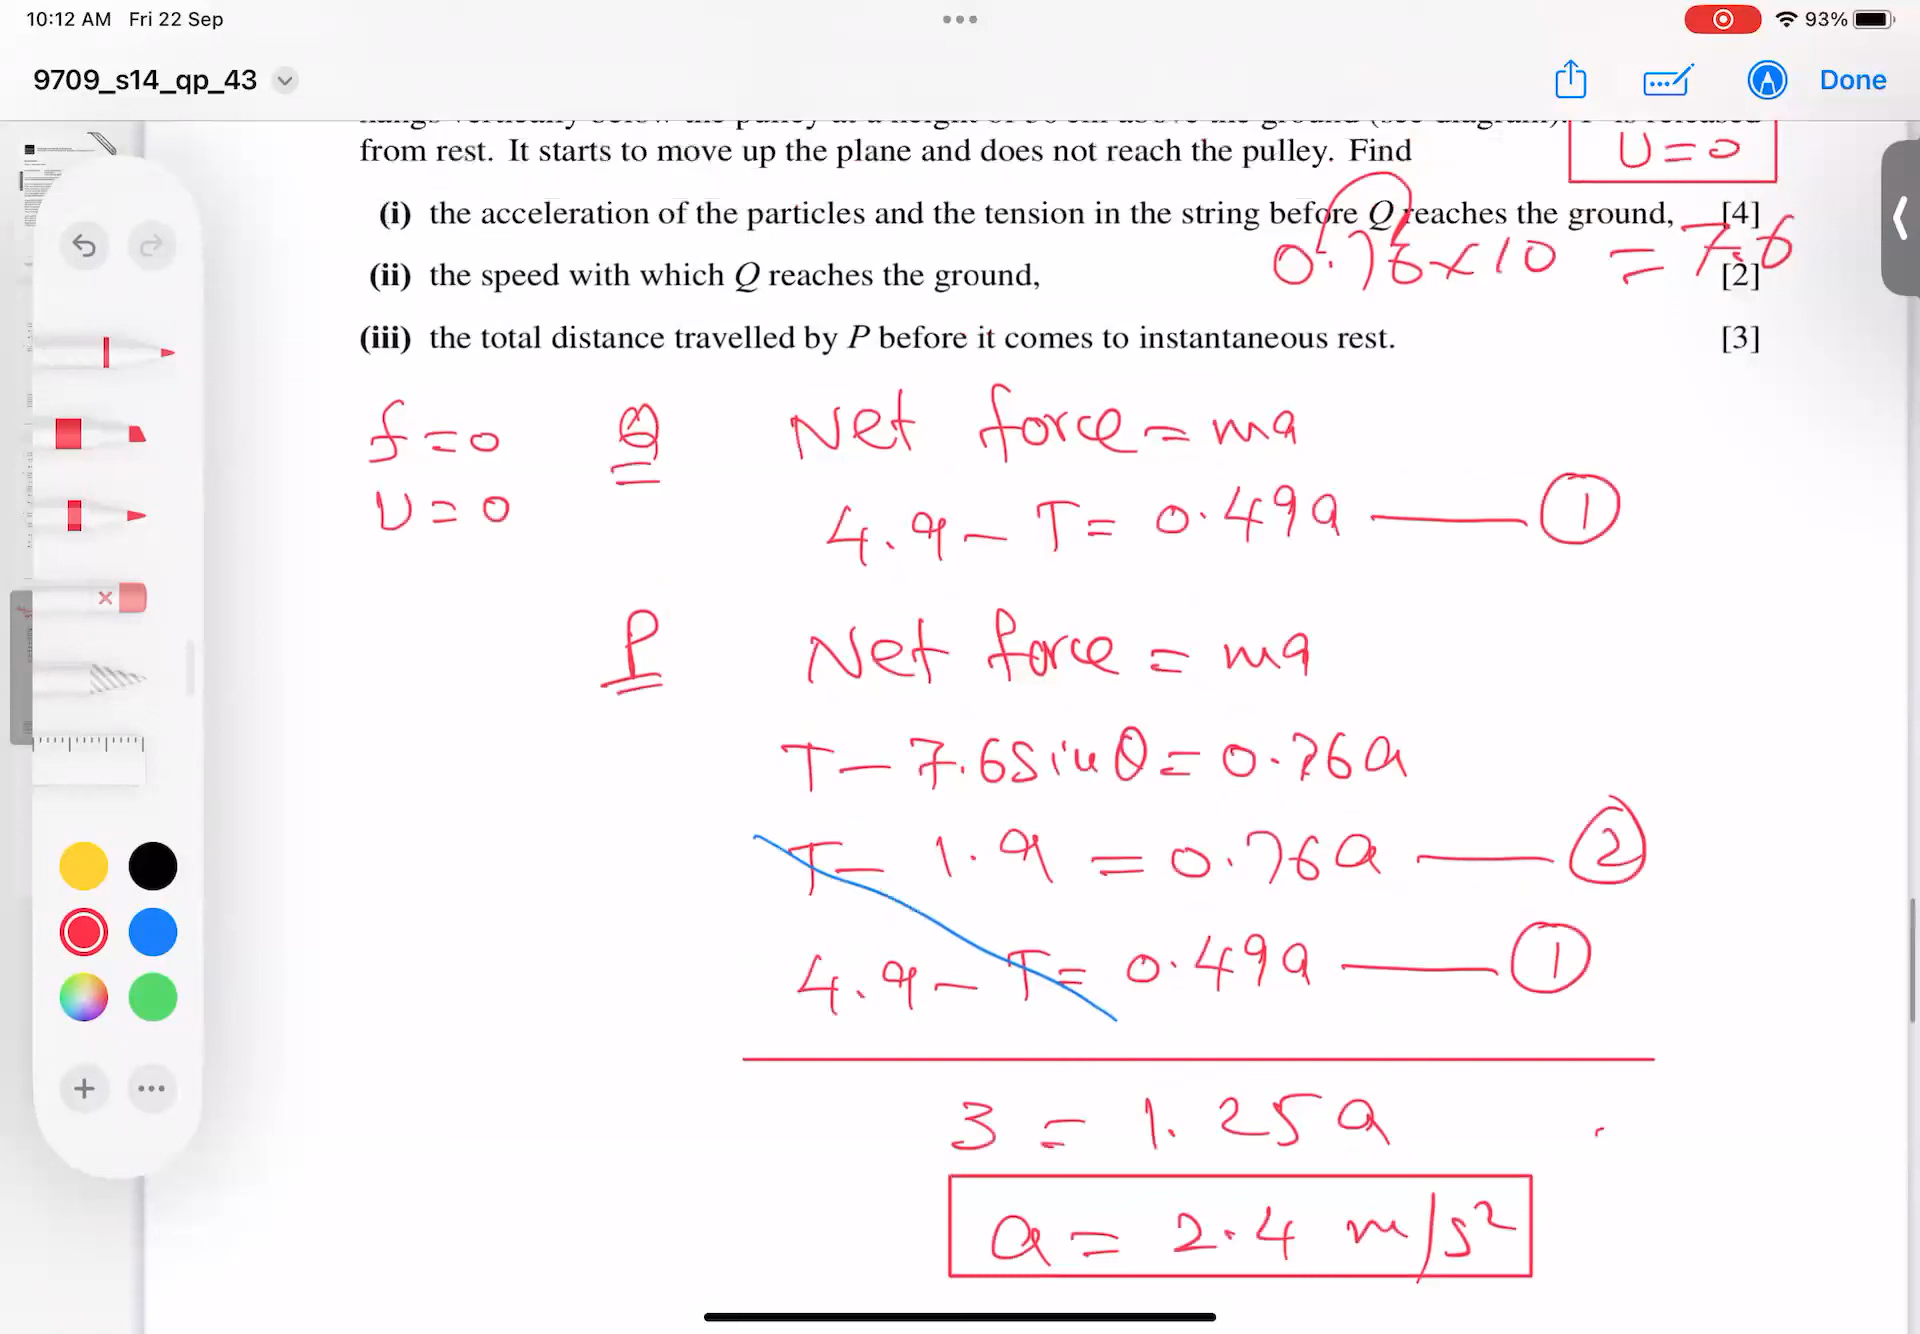 10:12 AM Fri 22 Sep
93%
9709_s14_qp_43
Done
from rest. It starts to move up the plane and does not reach the pulley. Find
U = 0
(i) the acceleration of the particles and the tension in the string before Q reaches the ground, [4]
0.76 × 10 = 7.6
(ii) the speed with which Q reaches the ground, [2]
(iii) the total distance travelled by P before it comes to instantaneous rest. [3]
f = 0 Q Net force = ma
U = 0 4.9 - T = 0.49a —— 1
P Net force = ma
T - 7.6 sin θ = 0.76a
T - 1.9 = 0.76a —— 2
4.9 - T = 0.49a —— 1
3 = 1.25a
a = 2.4 m/s²